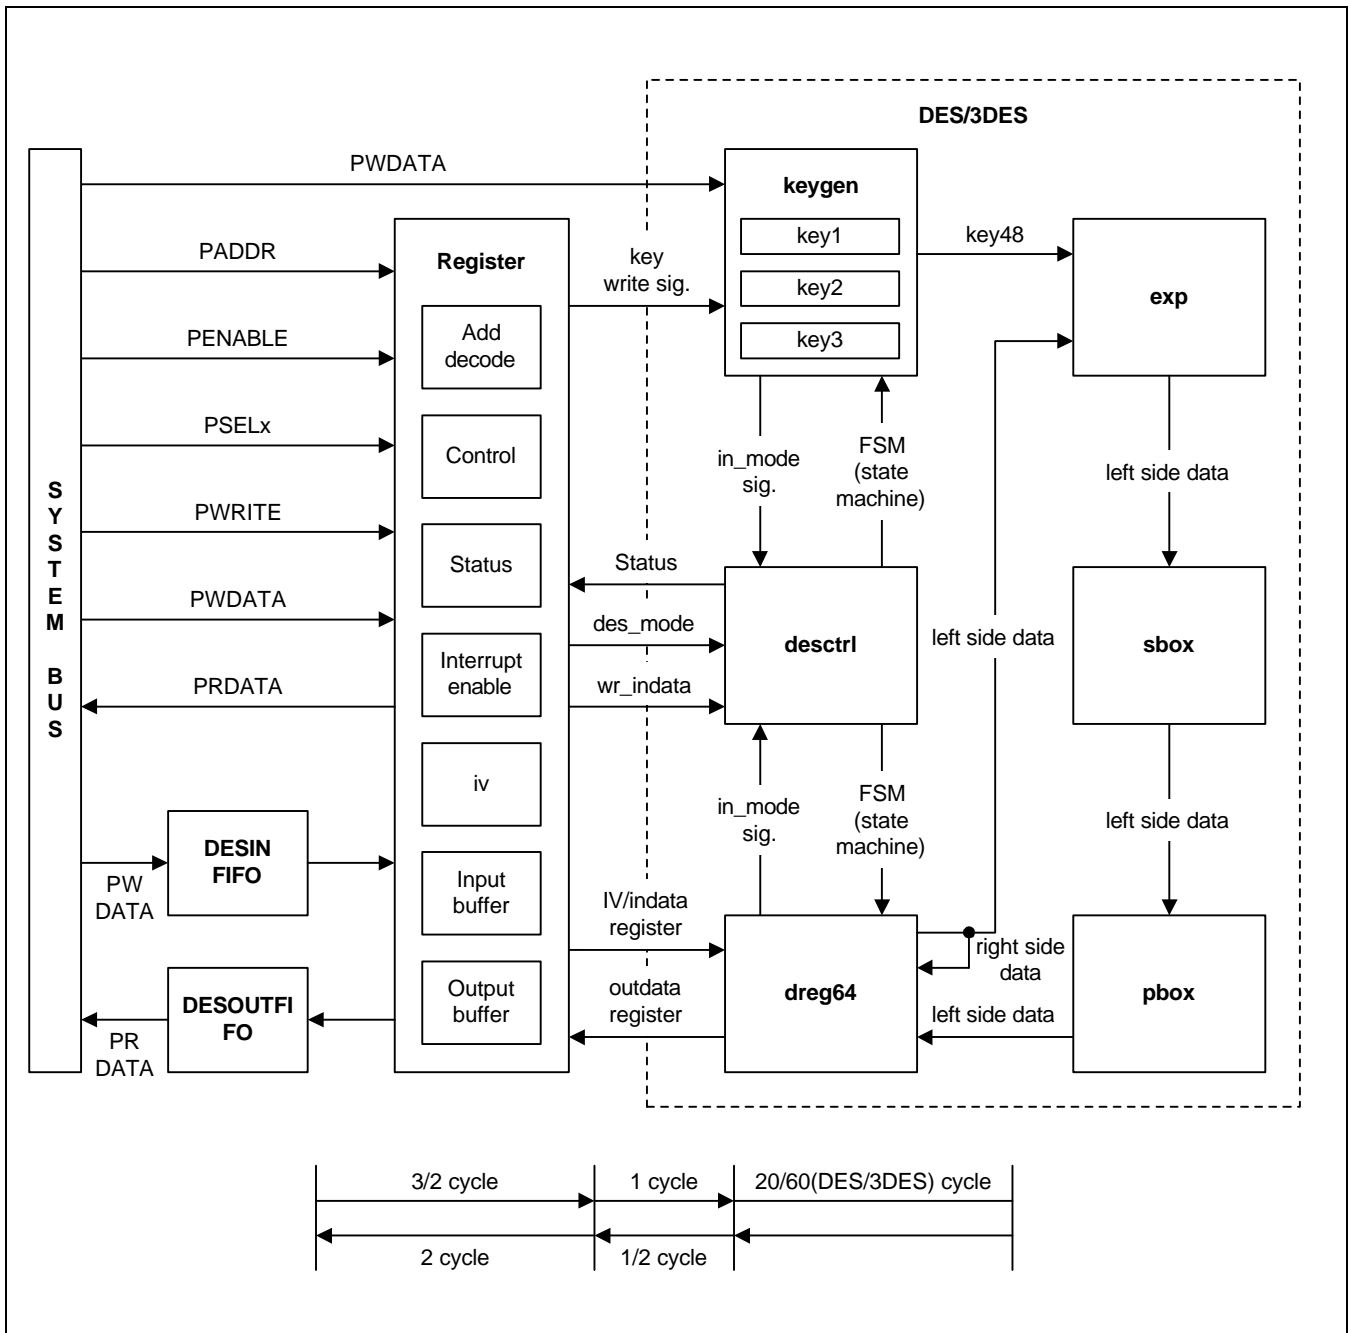 DES/3DES
PWDATA
keygen
key1
key2
key3
key48
exp
PADDR
Register
key
write sig.
PENABLE
Add
decode
PSELx
Control
in_mode
sig.
FSM
(state
machine)
left side data
SYSTEM BUS
PWRITE
Status
Status
PWDATA
des_mode
desctrl
left side data
sbox
PRDATA
Interrupt
enable
wr_indata
iv
in_mode
sig.
FSM
(state
machine)
left side data
DESIN
FIFO
PW
DATA
Input
buffer
IV/indata
register
right side
data
DESOUTFI
FO
PR
DATA
Output
buffer
outdata
register
dreg64
left side data
pbox
3/2 cycle
1 cycle
20/60(DES/3DES) cycle
2 cycle
1/2 cycle